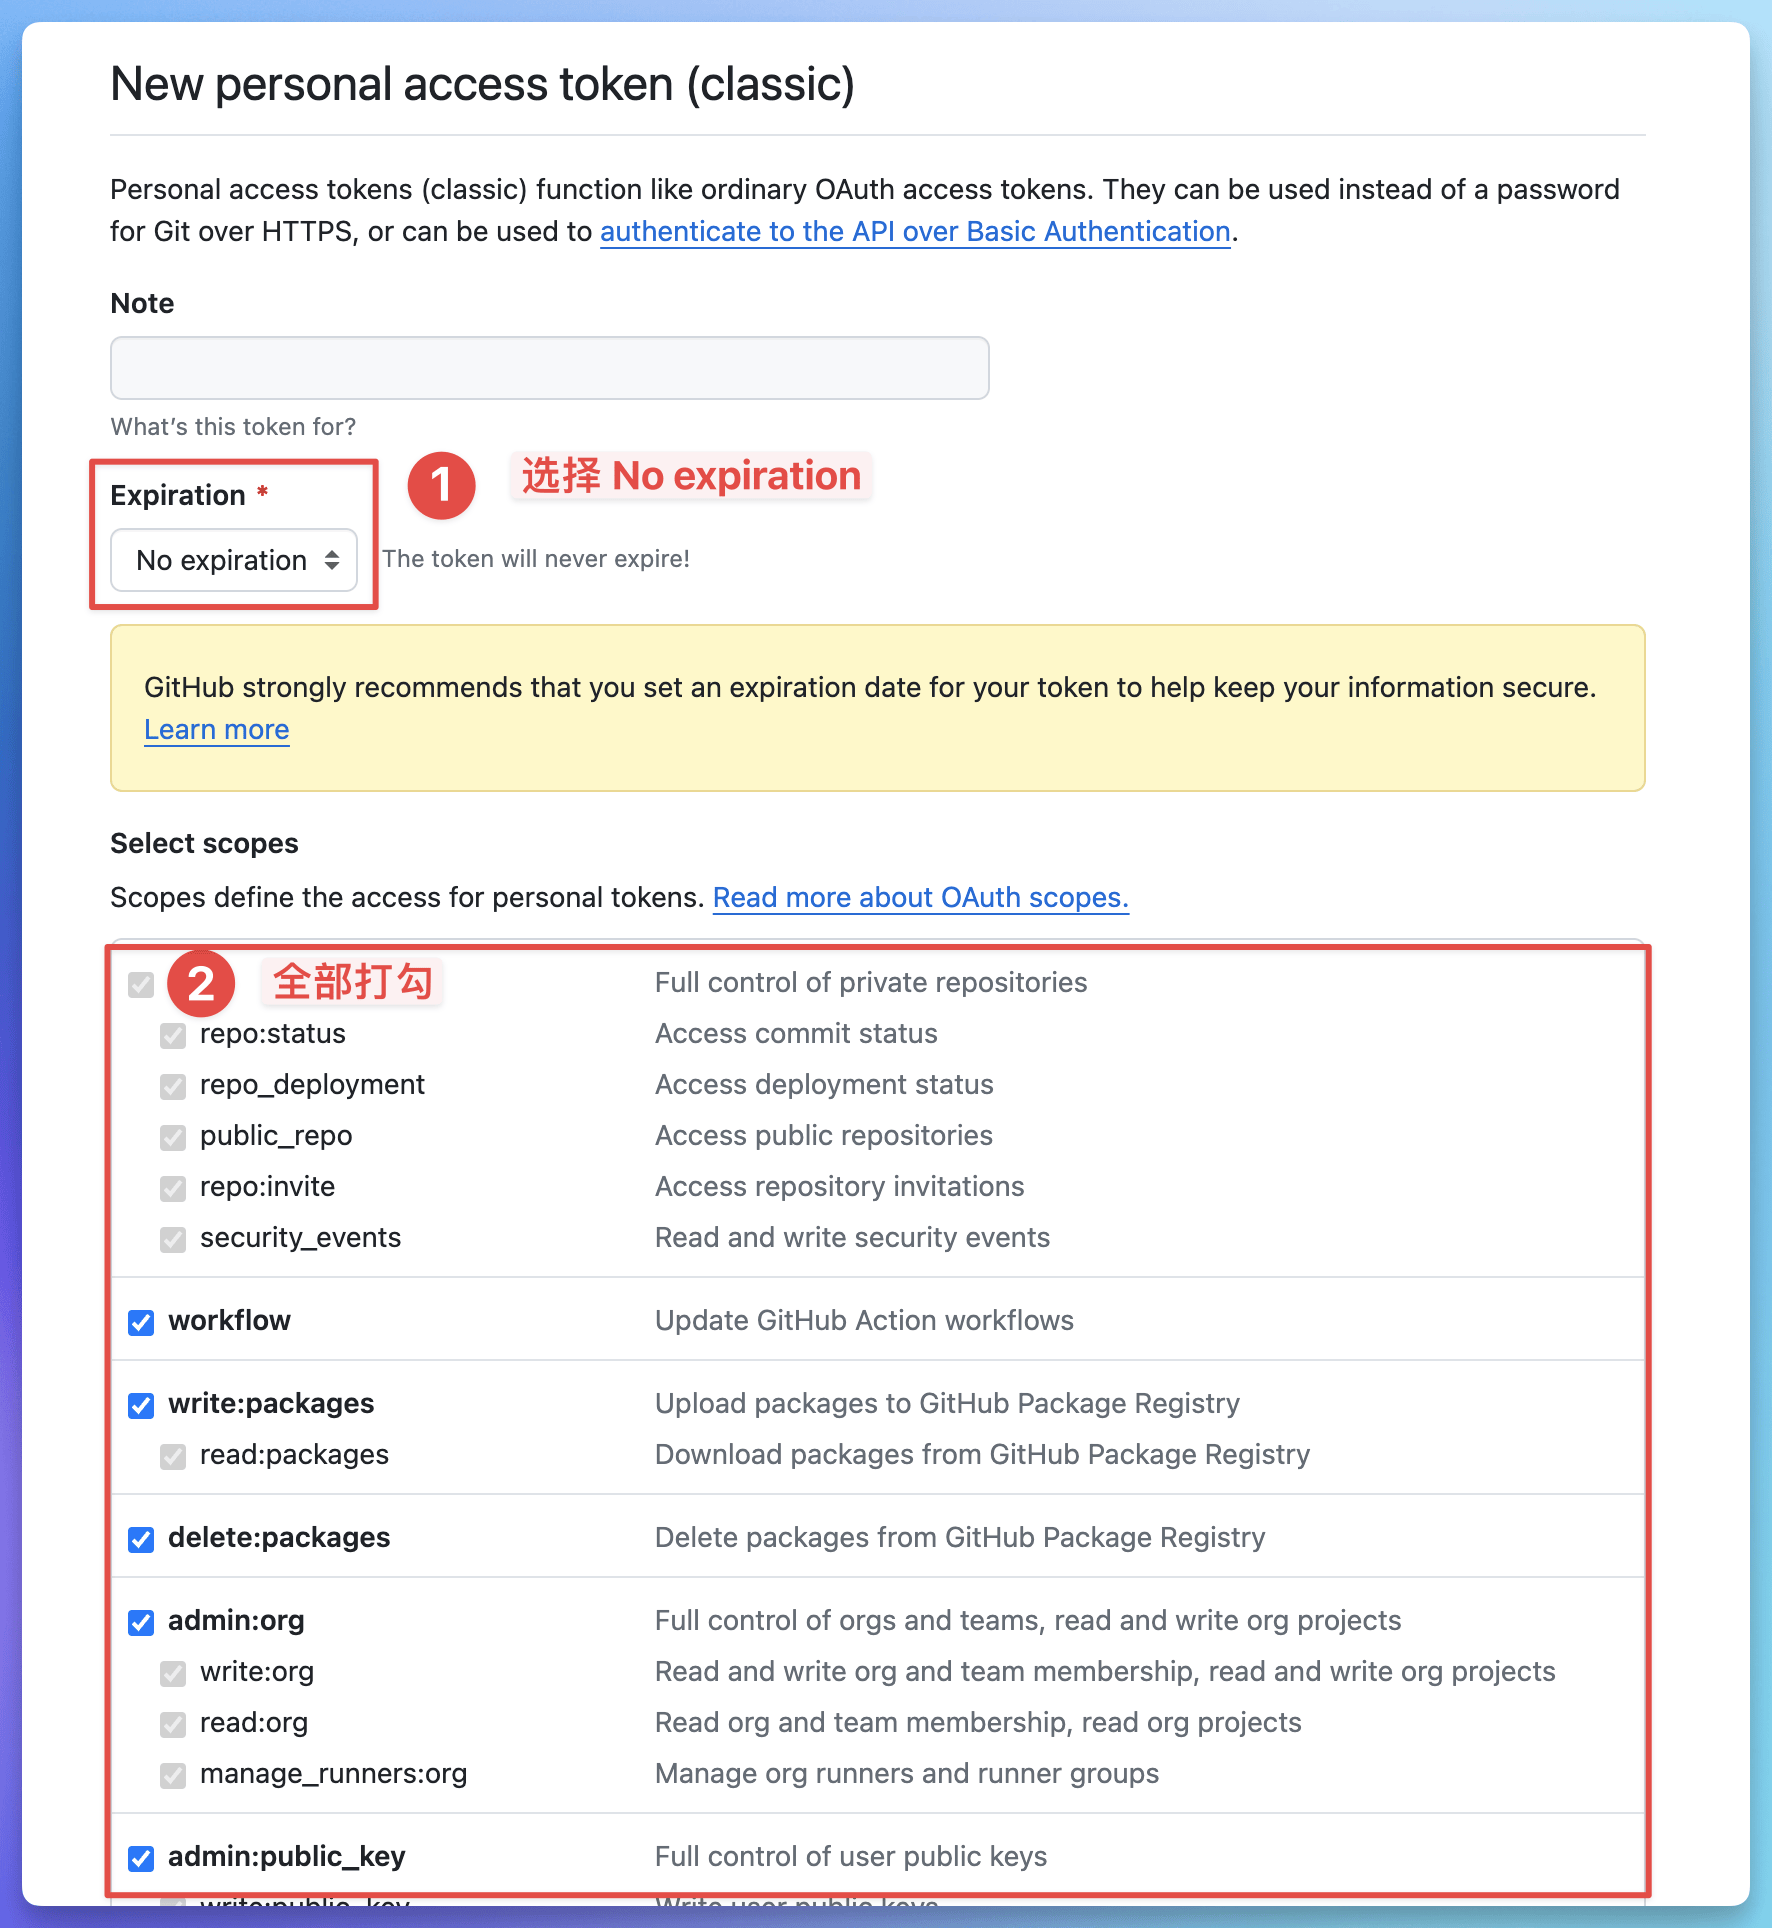 New personal access token (classic)
Personal access tokens (classic) function like ordinary OAuth access tokens. They can be used instead of a password
for Git over HTTPS, or can be used to authenticate to the API over Basic Authentication.
Note
What's this token for?
Expiration *
1 选择 No expiration
No expiration
The token will never expire!
GitHub strongly recommends that you set an expiration date for your token to help keep your information secure.
Learn more
Select scopes
Scopes define the access for personal tokens. Read more about OAuth scopes.
2 全部打勾 Full control of private repositories
repo:status Access commit status
repo_deployment Access deployment status
public_repo Access public repositories
repo:invite Access repository invitations
security_events Read and write security events
workflow Update GitHub Action workflows
write:packages Upload packages to GitHub Package Registry
read:packages Download packages from GitHub Package Registry
delete:packages Delete packages from GitHub Package Registry
admin:org Full control of orgs and teams, read and write org projects
write:org Read and write org and team membership, read and write org projects
read:org Read org and team membership, read org projects
manage_runners:org Manage org runners and runner groups
admin:public_key Full control of user public keys
write:public_key Write user public keys